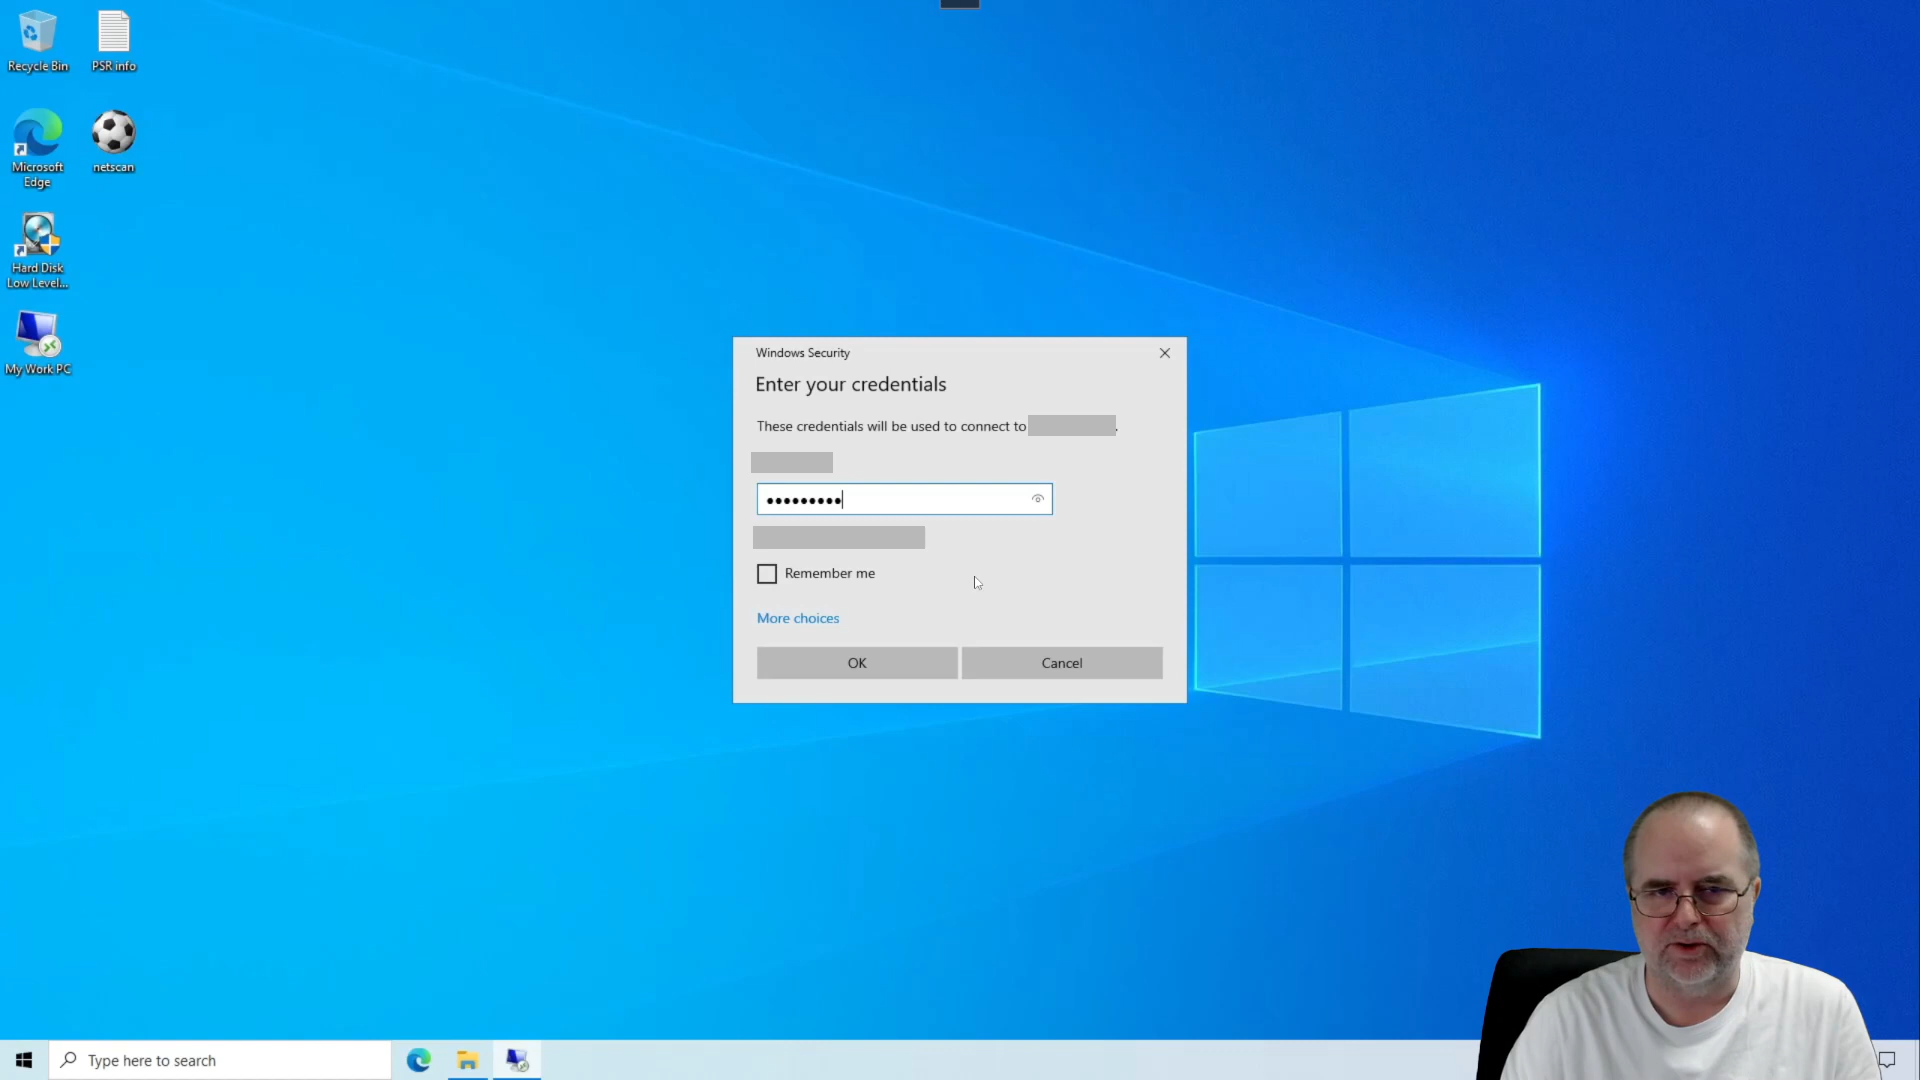 Recycle Bin
PSR info
Microsoft
Edge
netscan
Hard Disk
Low Level...
My Work PC
Windows Security
Enter your credentials
These credentials will be used to connect to .
•••••••••
Remember me
More choices
OK
Cancel
Type here to search